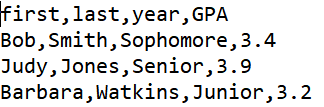 first,last,year,GPA
Bob,Smith,Sophomore,3.4
Judy,Jones,Senior,3.9
Barbara,Watkins,Junior,3.2